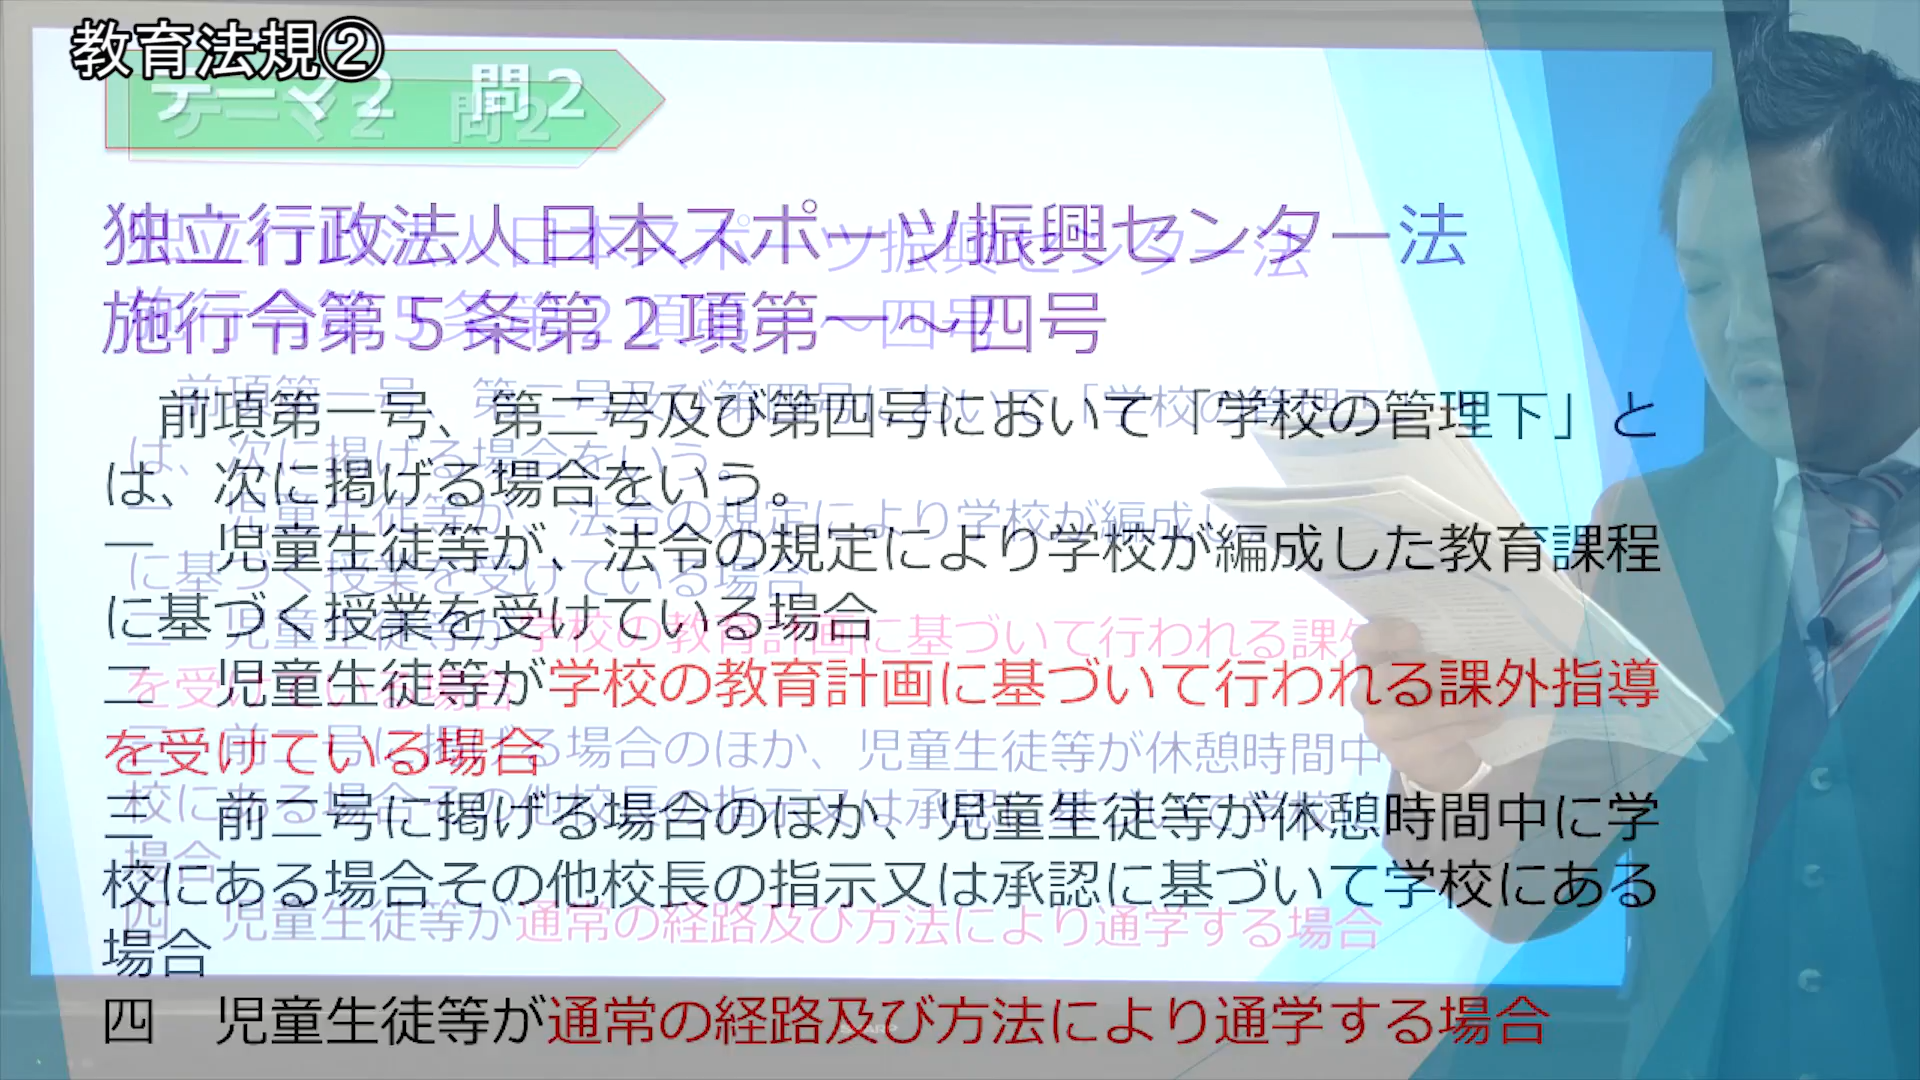 教育法規②
テーマ2 問2
独立行政法人日本スポーツ振興センター法
施行令第5条第2項第一～四号
前項第一号、第二号及び第四号において「学校の管理下」と
は、次に掲げる場合をいう。
一 児童生徒等が、法令の規定により学校が編成した教育課程
に基づく授業を受けている場合
二 児童生徒等が学校の教育計画に基づいて行われる課外指導
を受けている場合
三 前二号に掲げる場合のほか、児童生徒等が休憩時間中に学
校にある場合その他校長の指示又は承認に基づいて学校にある
場合
四 児童生徒等が通常の経路及び方法により通学する場合
SHARP